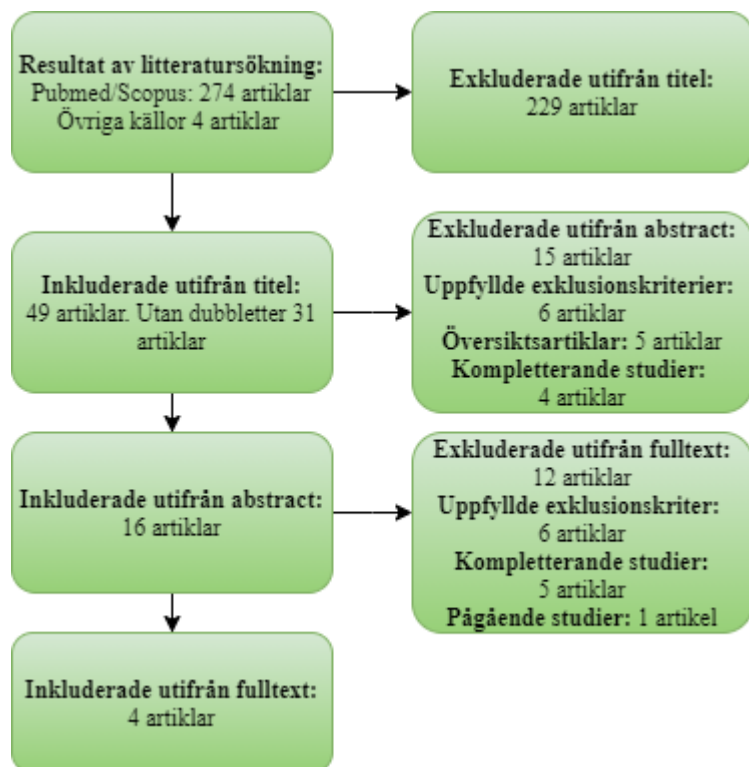 Resultat av litteratursökning:
Pubmed/Scopus: 274 artiklar
Övriga källor 4 artiklar
Exkluderade utifrån titel:
229 artiklar
Inkluderade utifrån titel:
49 artiklar. Utan dubbletter 31
artiklar
Exkluderade utifrån abstract:
15 artiklar
Uppfyllde exklusionskriterier:
6 artiklar
Översiktsartiklar: 5 artiklar
Kompletterande studier:
4 artiklar
Inkluderade utifrån abstract:
16 artiklar
Exkluderade utifrån fulltext:
12 artiklar
Uppfyllde exklusionskriter:
6 artiklar
Kompletterande studier:
5 artiklar
Pågående studier: 1 artikel
Inkluderade utifrån fulltext:
4 artiklar